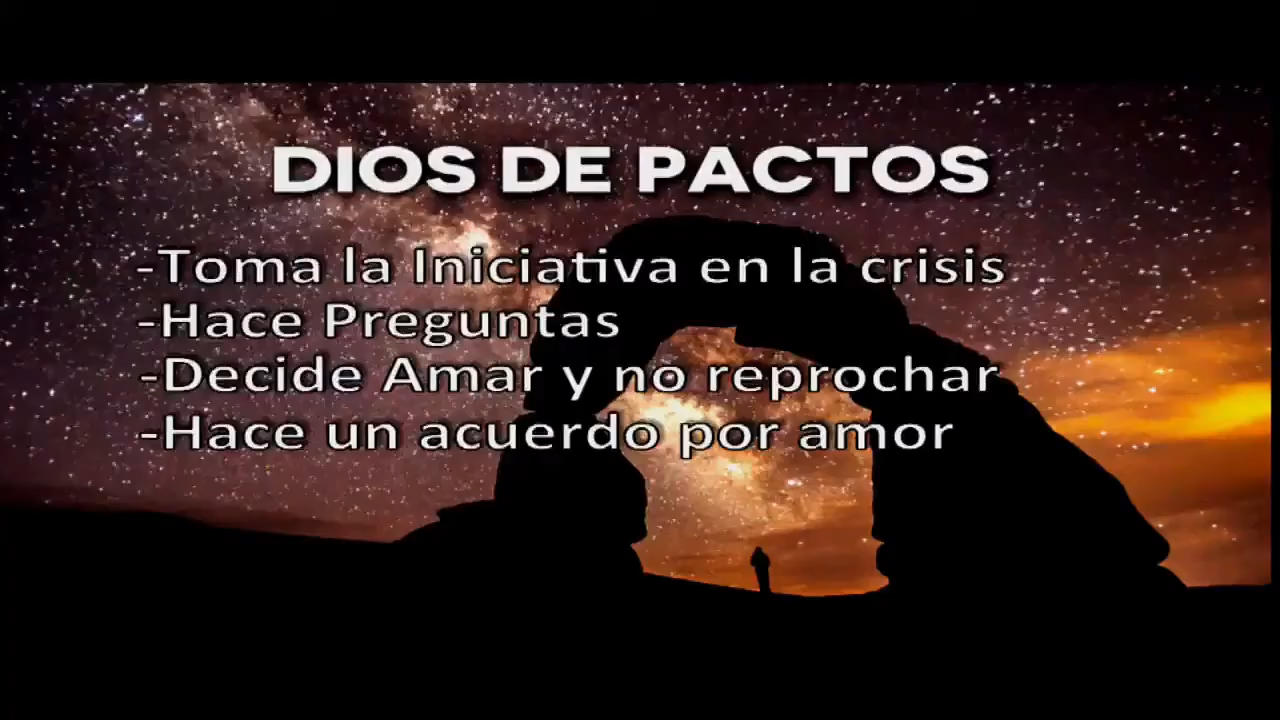 DIOS DE PACTOS
-Toma la Iniciativa en la crisis
-Hace Preguntas
-Decide Amar y no reprochar
-Hace un acuerdo por amor